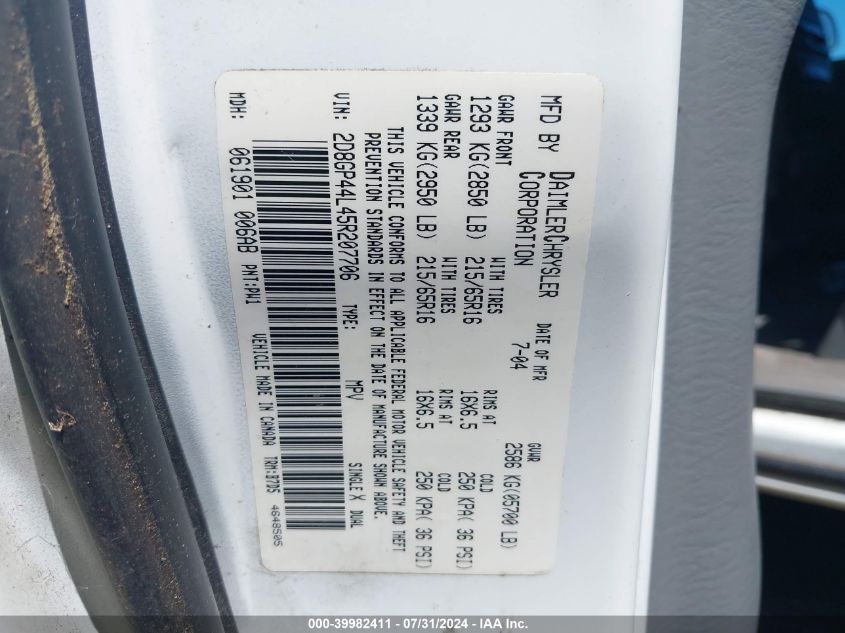 MFD BY DAIMLERCHRYSLER CORPORATION
DATE OF MFR 7-04
GVWR 2586 KG(05700 LB)
GAWR FRONT WITH TIRES RIMS AT COLD
1293 KG(2850 LB) 215/65R16 16X6.5 250 KPA( 36 PSI)
GAWR REAR WITH TIRES RIMS AT COLD
1339 KG(2950 LB) 215/65R16 16X6.5 250 KPA( 36 PSI)
THIS VEHICLE CONFORMS TO ALL APPLICABLE FEDERAL MOTOR VEHICLE SAFETY AND THEFT
PREVENTION STANDARDS IN EFFECT ON THE DATE OF MANUFACTURE SHOWN ABOVE.
VIN: 2D8GP44L45R207706 TYPE: MPV SINGLE X DUAL
MDH: 061901 006AB PNT:PW1 VEHICLE MADE IN CANADA TRM:B7D5 4648505
000-39982411 - 07/31/2024 - IAA Inc.